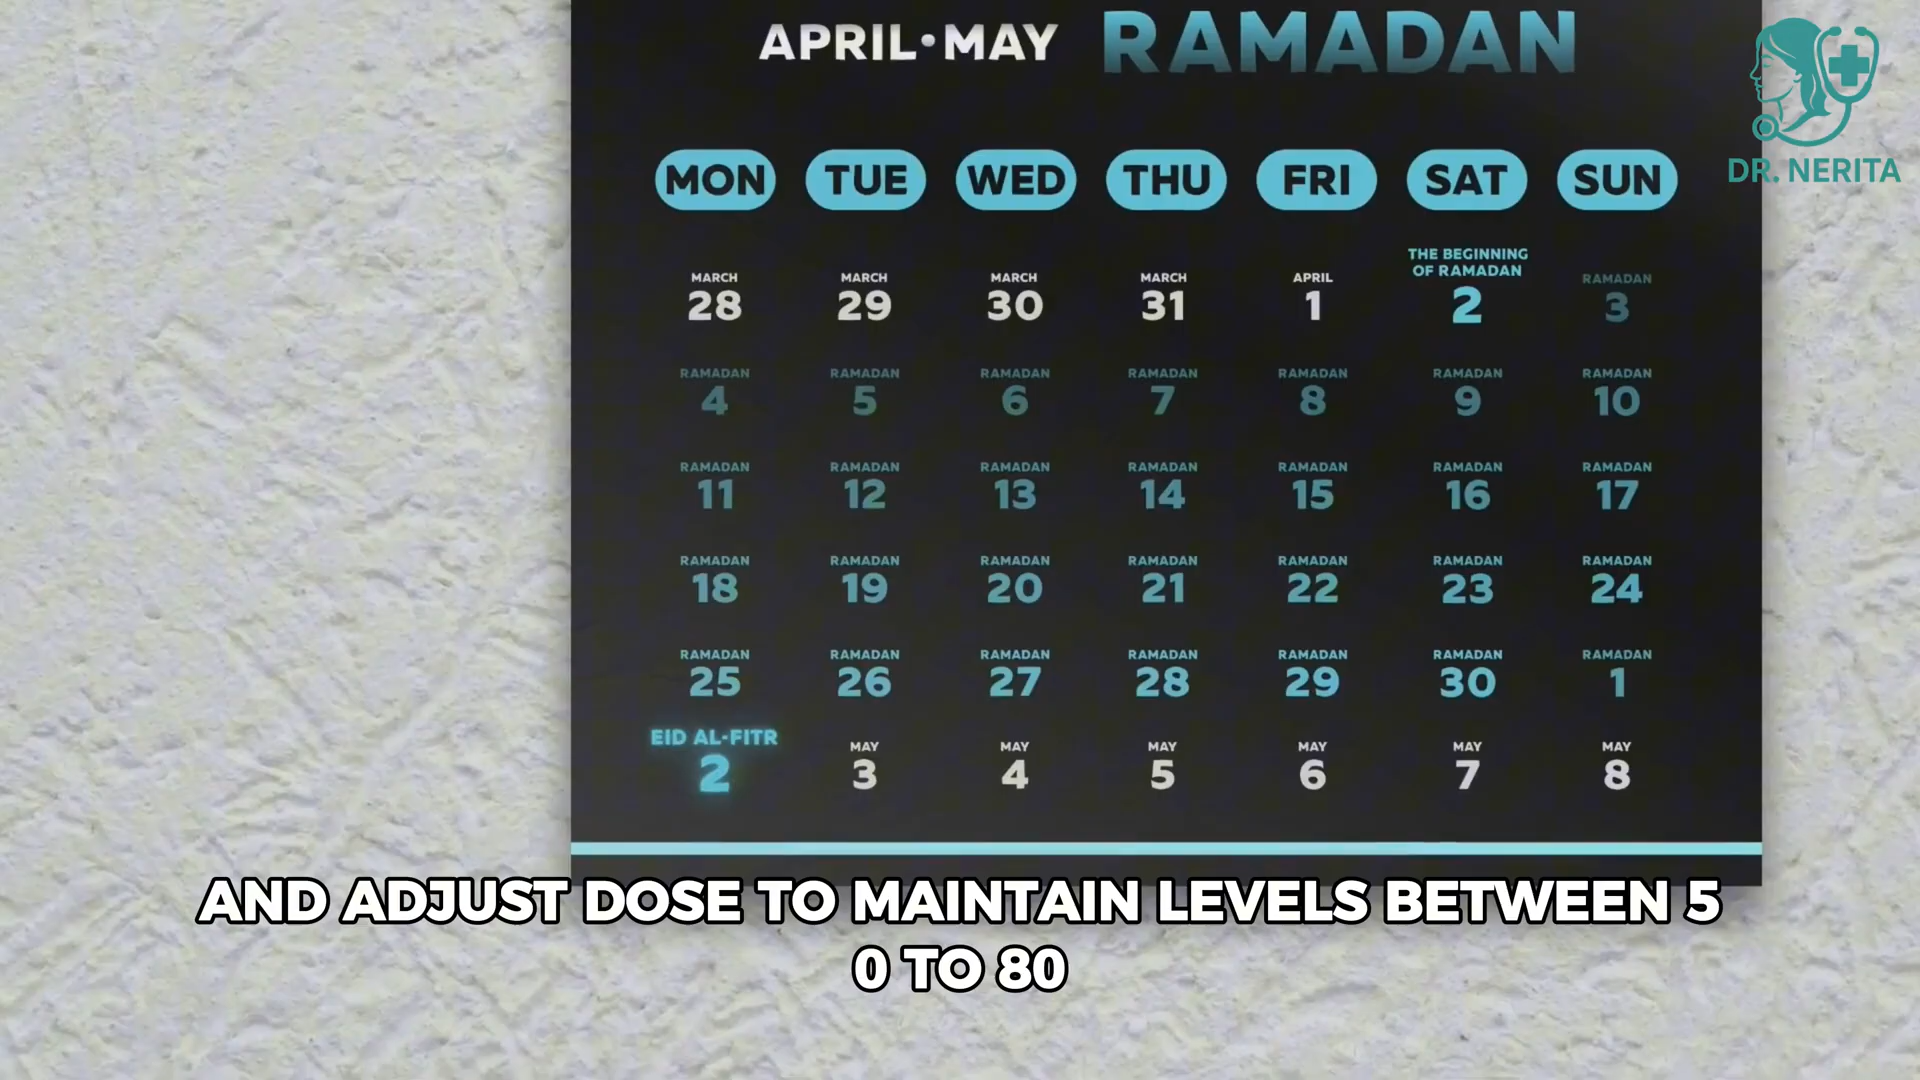 APRIL•MAY RAMADAN
DR. NERITA
MON TUE WED THU FRI SAT SUN
MARCH MARCH MARCH MARCH APRIL THE BEGINNING OF RAMADAN RAMADAN
28 29 30 31 1 2 3
RAMADAN RAMADAN RAMADAN RAMADAN RAMADAN RAMADAN RAMADAN
4 5 6 7 8 9 10
RAMADAN RAMADAN RAMADAN RAMADAN RAMADAN RAMADAN RAMADAN
11 12 13 14 15 16 17
RAMADAN RAMADAN RAMADAN RAMADAN RAMADAN RAMADAN RAMADAN
18 19 20 21 22 23 24
RAMADAN RAMADAN RAMADAN RAMADAN RAMADAN RAMADAN RAMADAN
25 26 27 28 29 30 1
EID AL-FITR MAY MAY MAY MAY MAY MAY
2 3 4 5 6 7 8
AND ADJUST DOSE TO MAINTAIN LEVELS BETWEEN 5
0 TO 80